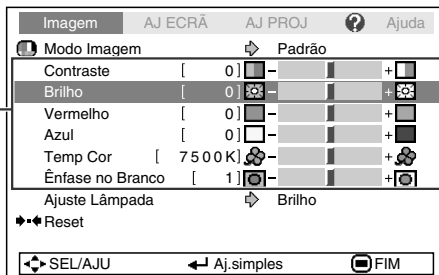 Imagem AJ ECRÃ AJ PROJ ? Ajuda
Modo Imagem Padrão
Contraste [ 0] - +
Brilho [ 0] - +
Vermelho [ 0] - +
Azul [ 0] - +
Temp Cor [ 7500K] - +
Ênfase no Branco [ 1] - +
Ajuste Lâmpada Brilho
Reset
SEL/AJU Aj.simples FIM